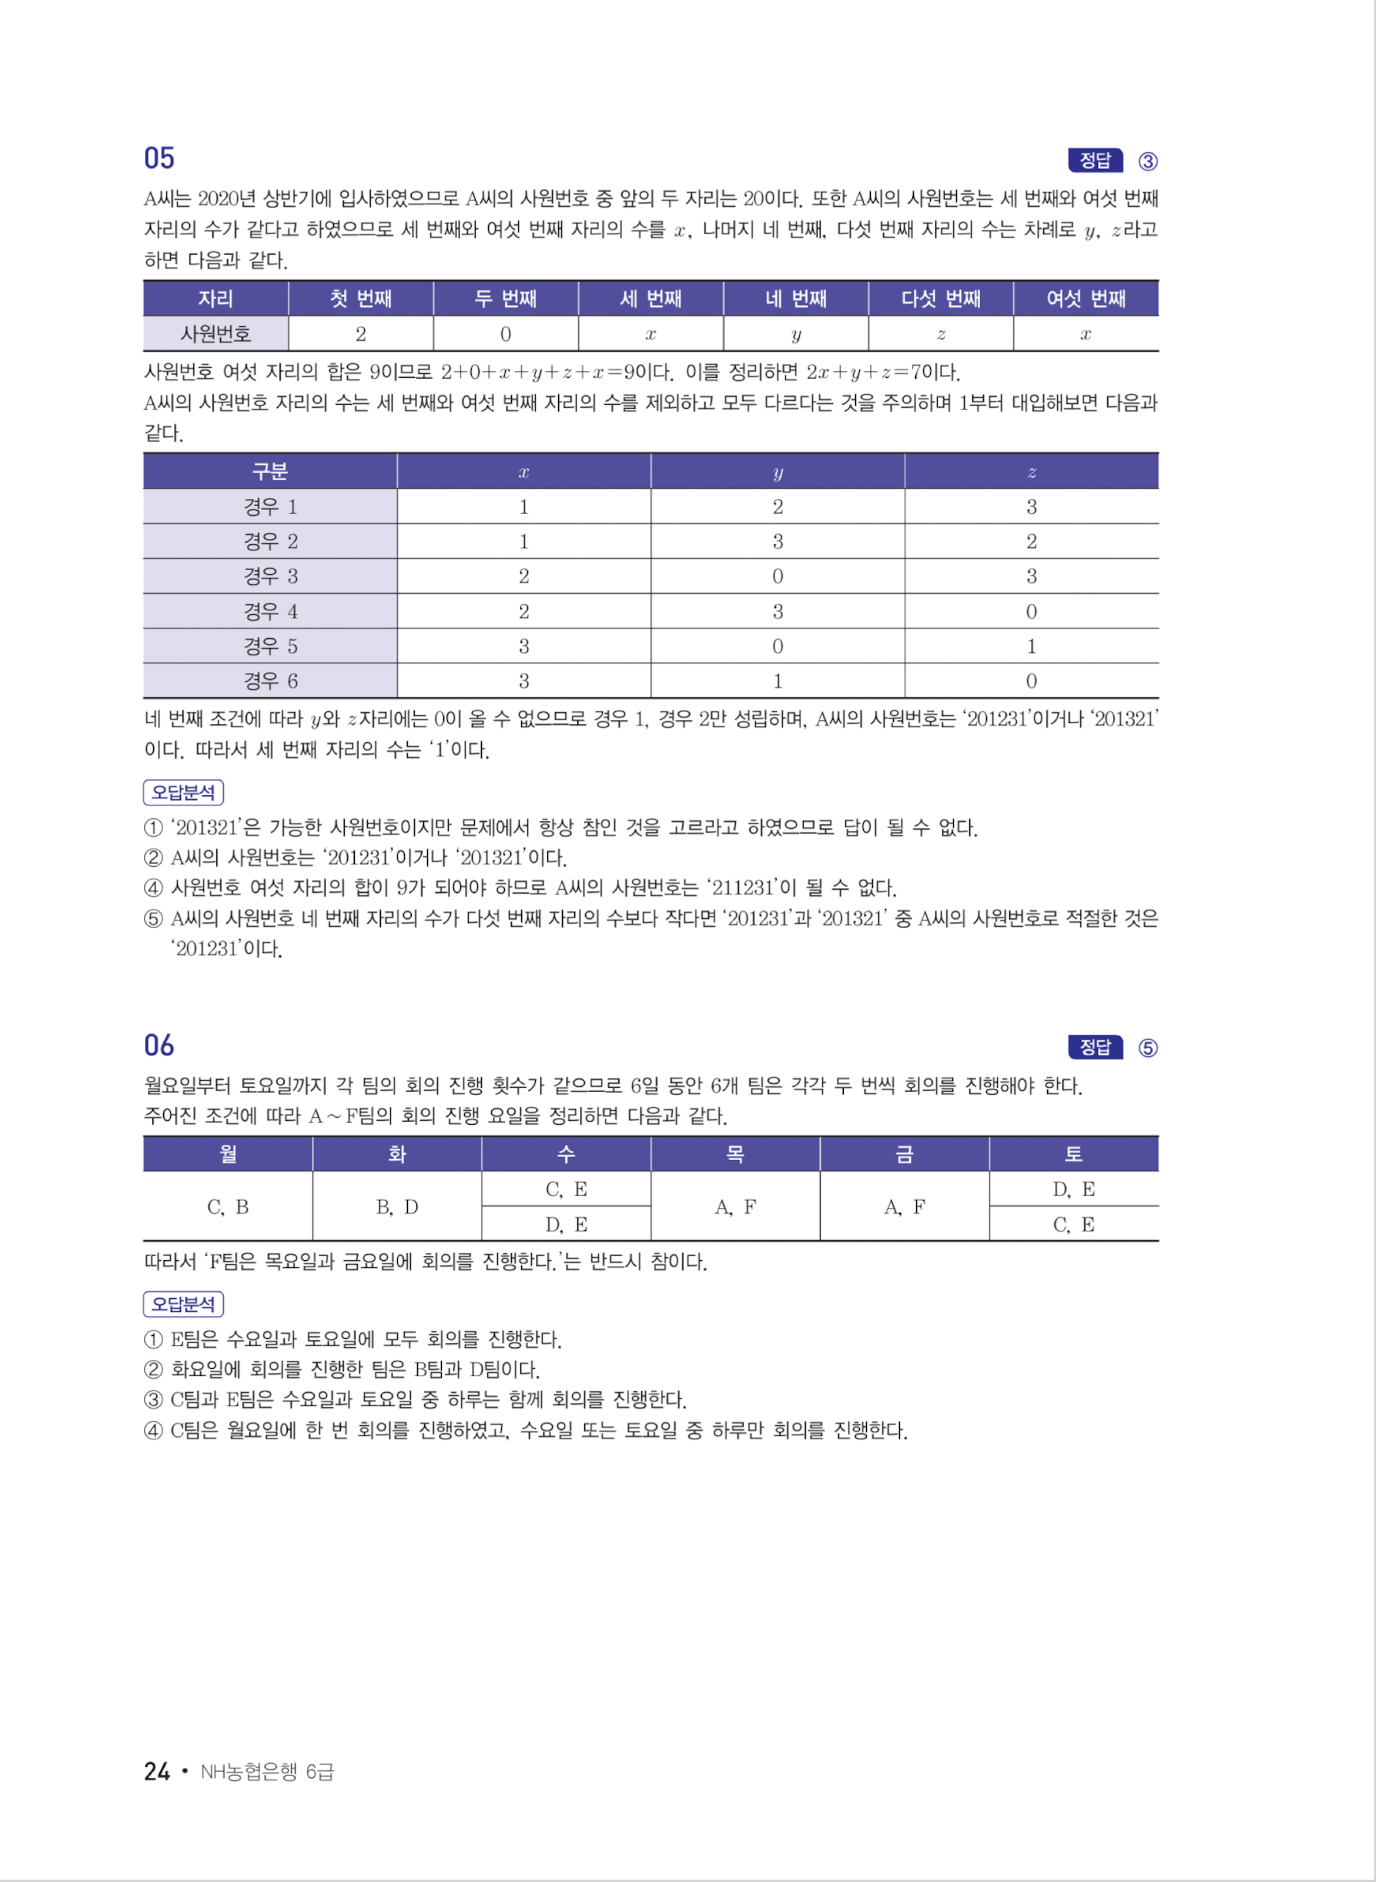 05
정답 ③
A씨는 2020년 상반기에 입사하였으므로 A씨의 사원번호 중 앞의 두 자리는 20이다. 또한 A씨의 사원번호는 세 번째와 여섯 번째
자리의 수가 같다고 하였으므로 세 번째와 여섯 번째 자리의 수를 x, 나머지 네 번째, 다섯 번째 자리의 수는 차례로 y, z라고
하면 다음과 같다.
자리 첫 번째 두 번째 세 번째 네 번째 다섯 번째 여섯 번째
사원번호 2 0 x y z x
사원번호 여섯 자리의 합은 9이므로 2+0+x+y+z+x=9이다. 이를 정리하면 2x+y+z=7이다.
A씨의 사원번호 자리의 수는 세 번째와 여섯 번째 자리의 수를 제외하고 모두 다르다는 것을 주의하며 1부터 대입해보면 다음과
같다.
구분 x y z
경우 1 1 2 3
경우 2 1 3 2
경우 3 2 0 3
경우 4 2 3 0
경우 5 3 0 1
경우 6 3 1 0
네 번째 조건에 따라 y와 z자리에는 0이 올 수 없으므로 경우 1, 경우 2만 성립하며, A씨의 사원번호는 ‘201231’이거나 ‘201321’
이다. 따라서 세 번째 자리의 수는 ‘1’이다.
오답분석
① ‘201321’은 가능한 사원번호이지만 문제에서 항상 참인 것을 고르라고 하였으므로 답이 될 수 없다.
② A씨의 사원번호는 ‘201231’이거나 ‘201321’이다.
④ 사원번호 여섯 자리의 합이 9가 되어야 하므로 A씨의 사원번호는 ‘211231’이 될 수 없다.
⑤ A씨의 사원번호 네 번째 자리의 수가 다섯 번째 자리의 수보다 작다면 ‘201231’과 ‘201321’ 중 A씨의 사원번호로 적절한 것은
‘201231’이다.
06
정답 ⑤
월요일부터 토요일까지 각 팀의 회의 진행 횟수가 같으므로 6일 동안 6개 팀은 각각 두 번씩 회의를 진행해야 한다.
주어진 조건에 따라 A～F팀의 회의 진행 요일을 정리하면 다음과 같다.
월 화 수 목 금 토
C, B B, D C, E A, F A, F D, E
D, E C, E
따라서 ‘F팀은 목요일과 금요일에 회의를 진행한다.’는 반드시 참이다.
오답분석
① E팀은 수요일과 토요일에 모두 회의를 진행한다.
② 화요일에 회의를 진행한 팀은 B팀과 D팀이다.
③ C팀과 E팀은 수요일과 토요일 중 하루는 함께 회의를 진행한다.
④ C팀은 월요일에 한 번 회의를 진행하였고, 수요일 또는 토요일 중 하루만 회의를 진행한다.
24 • NH농협은행 6급